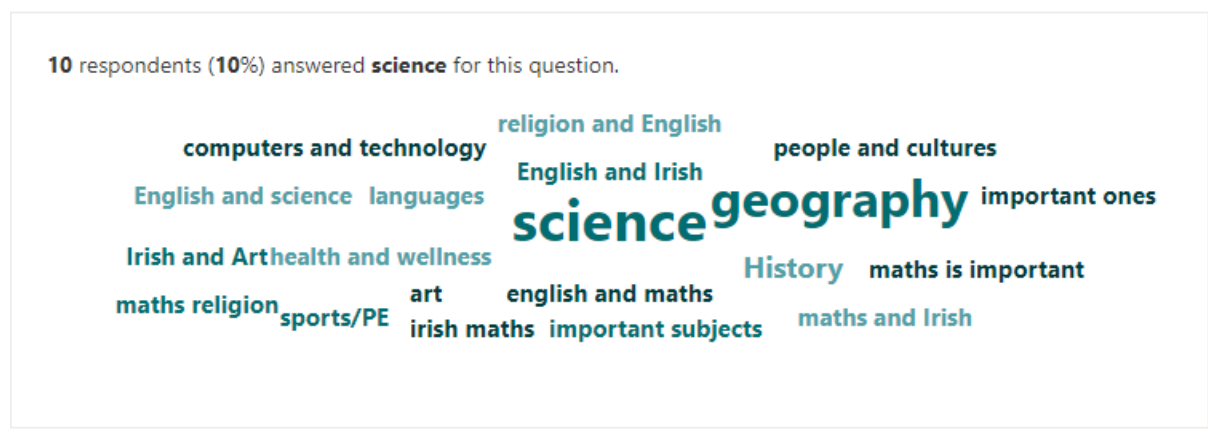 10 respondents (10%) answered science for this question.
religion and English
computers and technology
people and cultures
English and Irish
English and science
languages
science
geography
important ones
Irish and Art
health and wellness
History
maths is important
maths religion
sports/PE
art
english and maths
irish maths
important subjects
maths and Irish